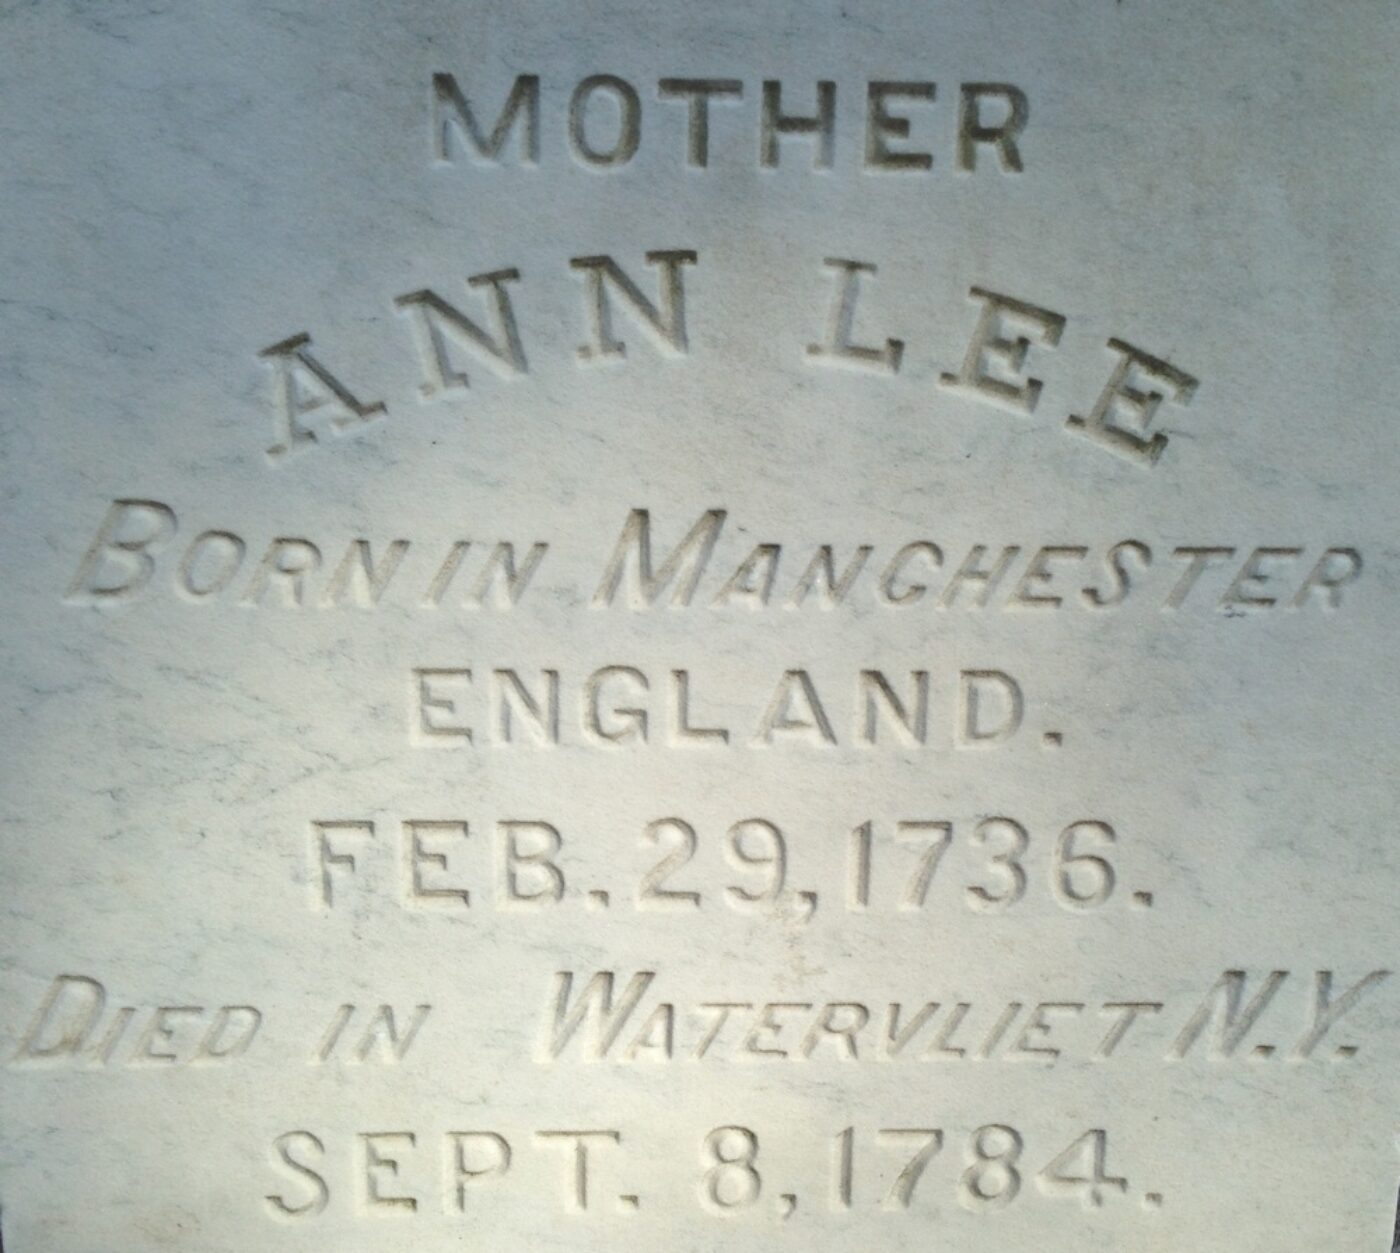 MOTHER
ANN LEE
BORN IN MANCHESTER
ENGLAND.
FEB. 29, 1736.
DIED IN WATERVLIET N.Y.
SEPT. 8, 1784.